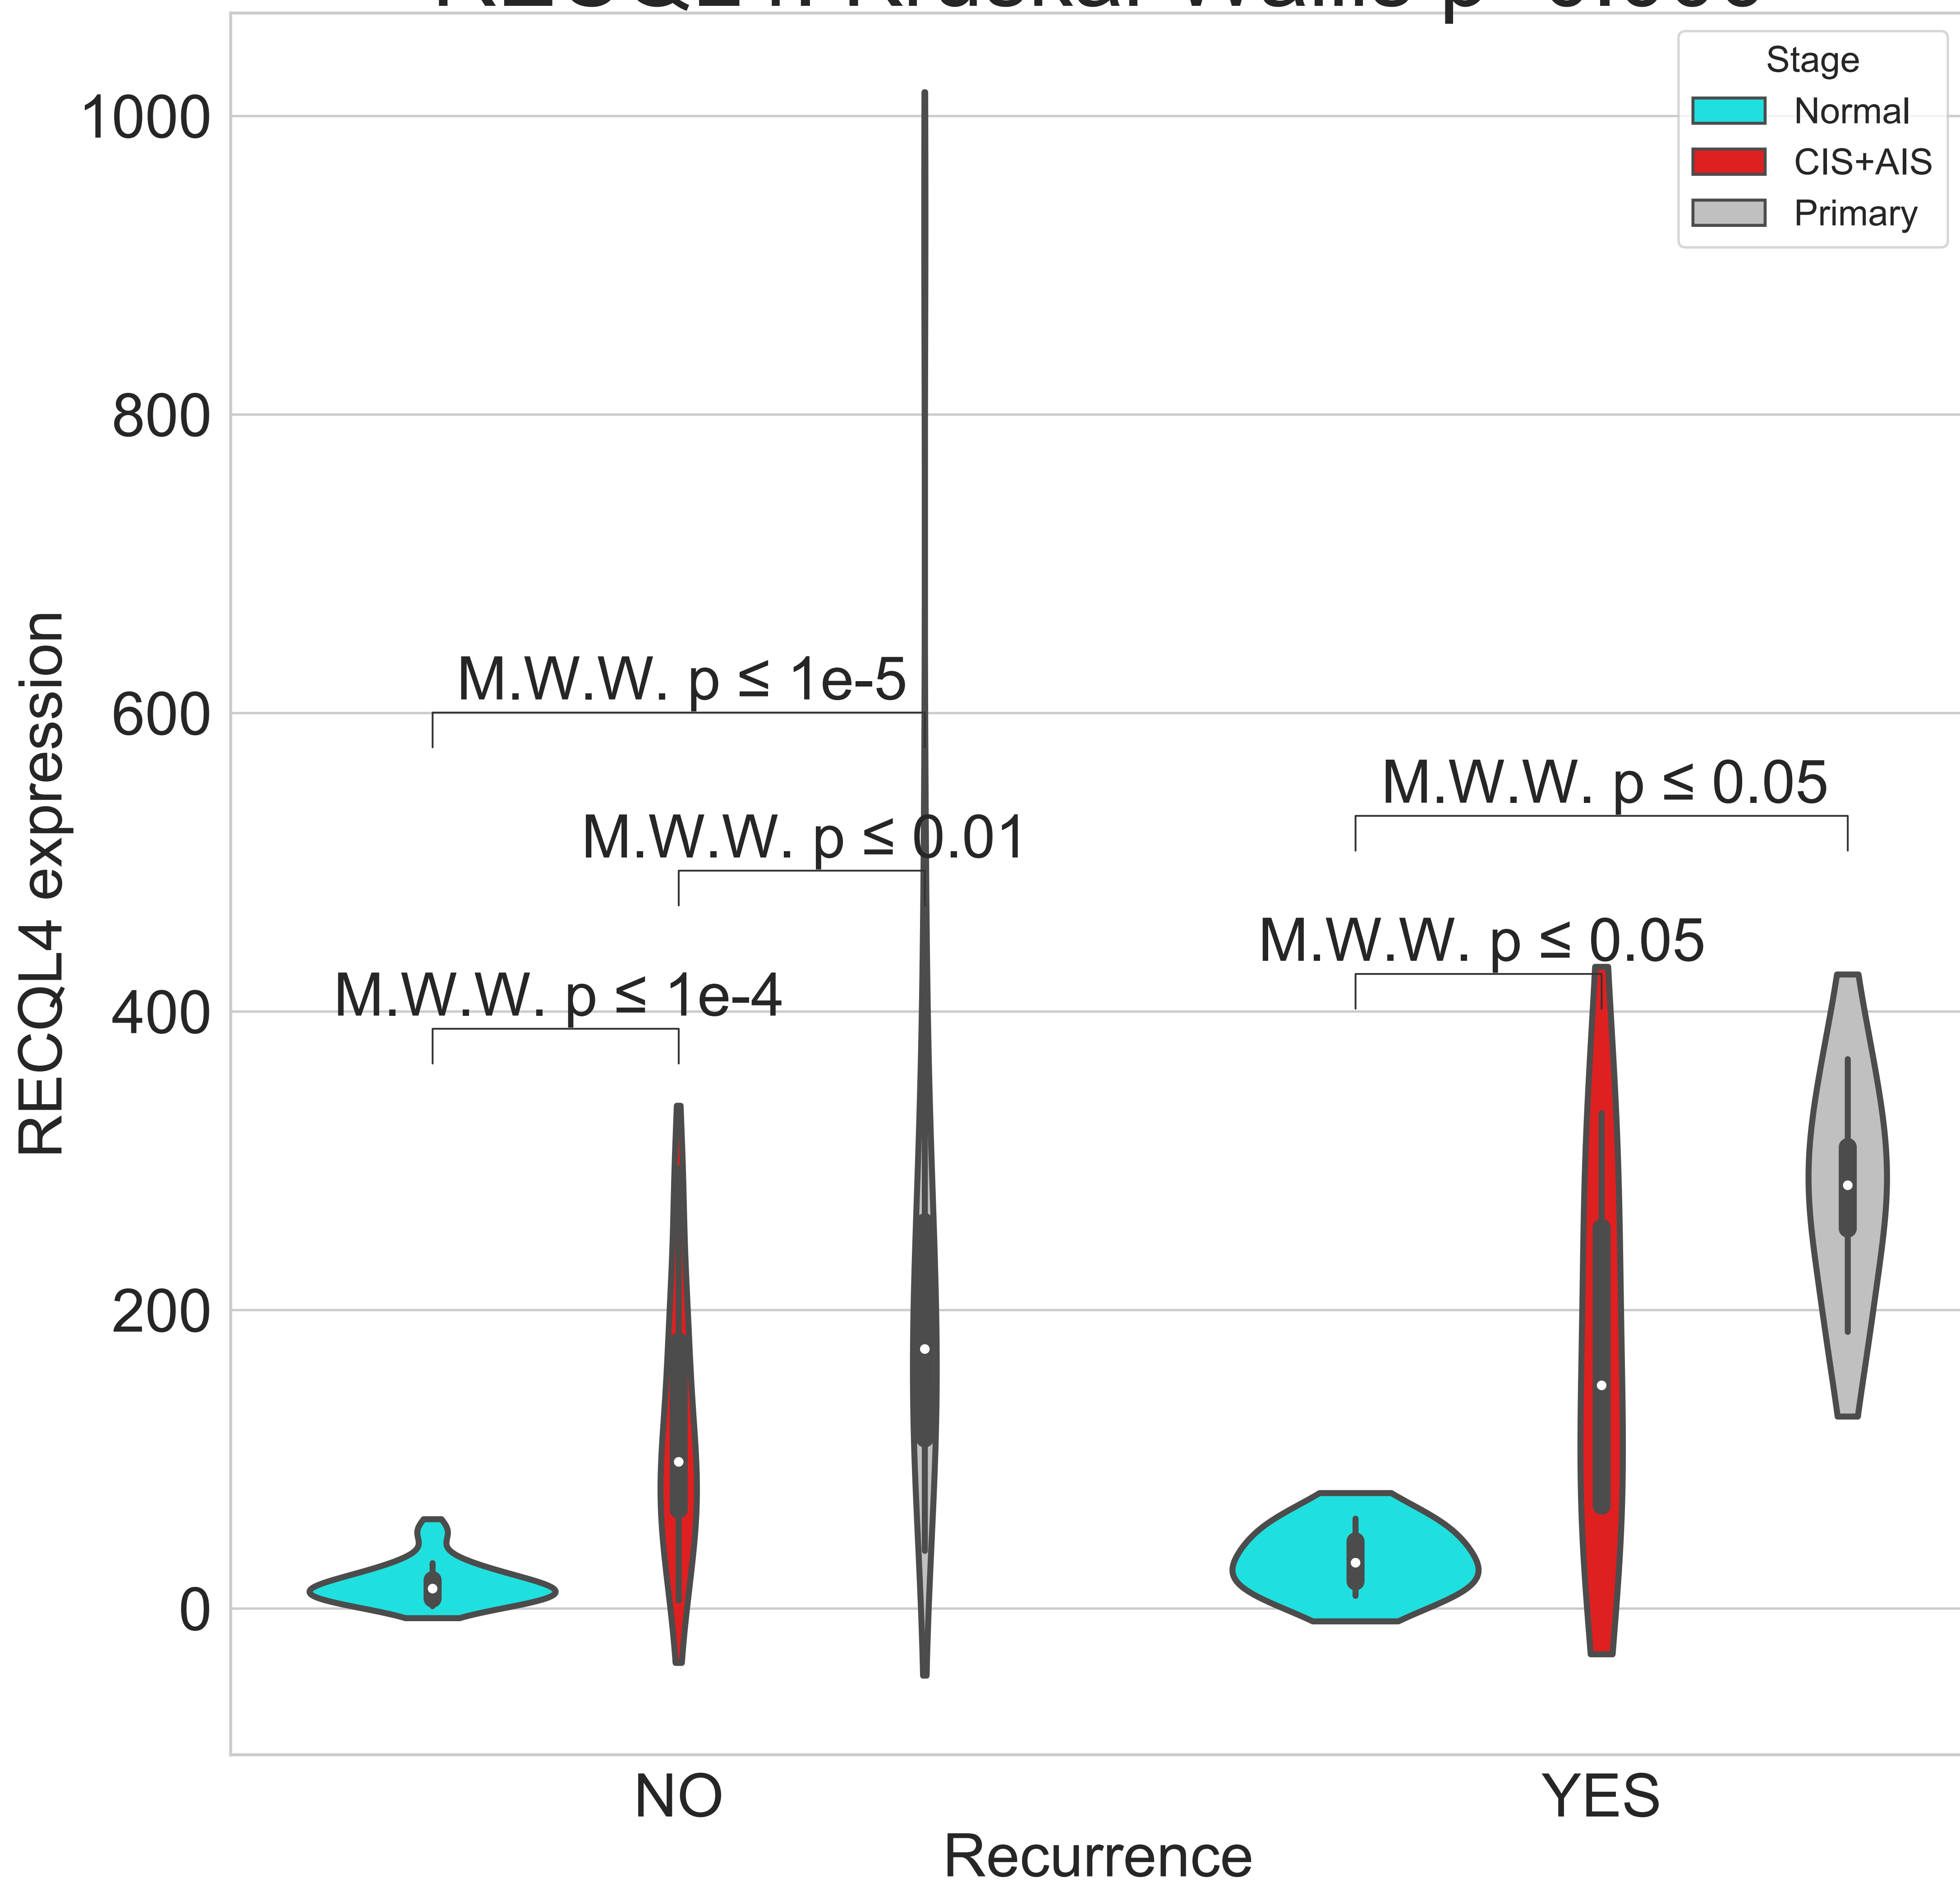 Stage
Normal
CIS+AIS
Primary
1000
800
600
400
200
0
RECQL4 expression
M.W.W. p ≤ 1e-5
M.W.W. p ≤ 0.01
M.W.W. p ≤ 1e-4
M.W.W. p ≤ 0.05
M.W.W. p ≤ 0.05
NO
YES
Recurrence